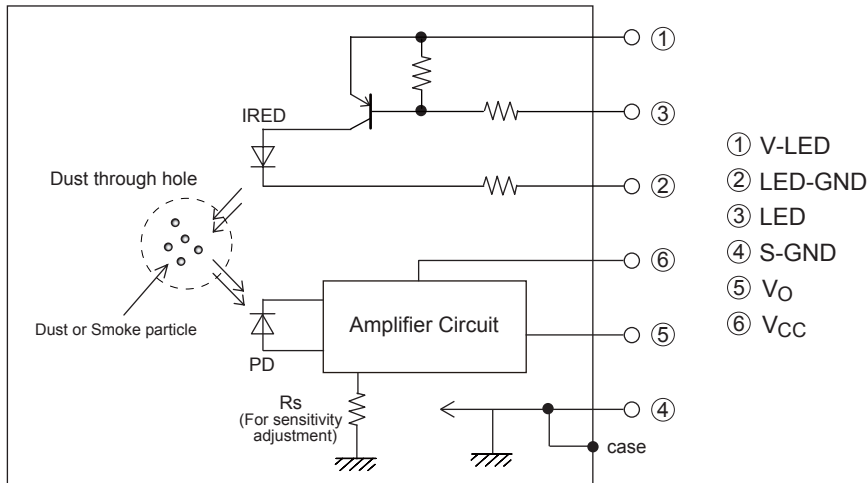 ①
IRED
③
Dust through hole
②
⑥
Dust or Smoke particle
Amplifier Circuit
⑤
PD
Rs
(For sensitivity
adjustment)
④
case
① V-LED
② LED-GND
③ LED
④ S-GND
⑤ VO
⑥ VCC